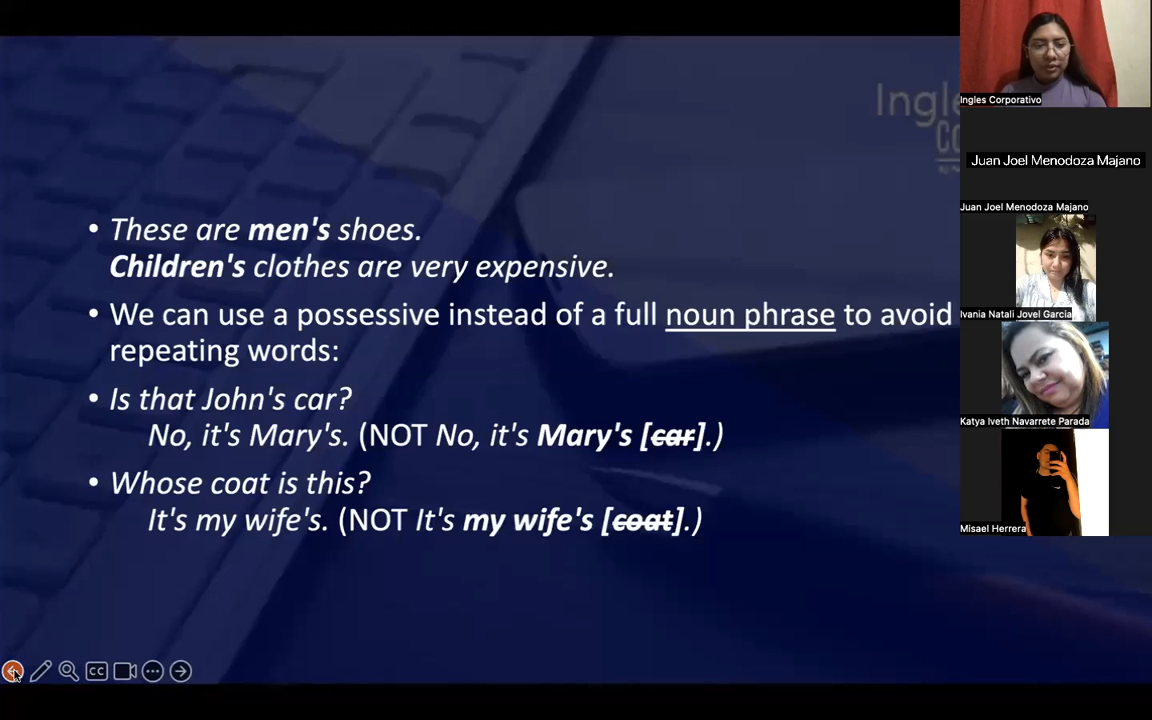 Ingle
Co
• These are men's shoes.
Children's clothes are very expensive.
• We can use a possessive instead of a full noun phrase to avoid
repeating words:
• Is that John's car?
No, it's Mary's. (NOT No, it's Mary's [car].)
• Whose coat is this?
It's my wife's. (NOT It's my wife's [coat].)
CC
Ingles Corporativo
Juan Joel Menodoza Majano
Juan Joel Menodoza Majano
Ivania Natali Jovel Garcia
Katya Iveth Navarrete Parada
Misael Herrera